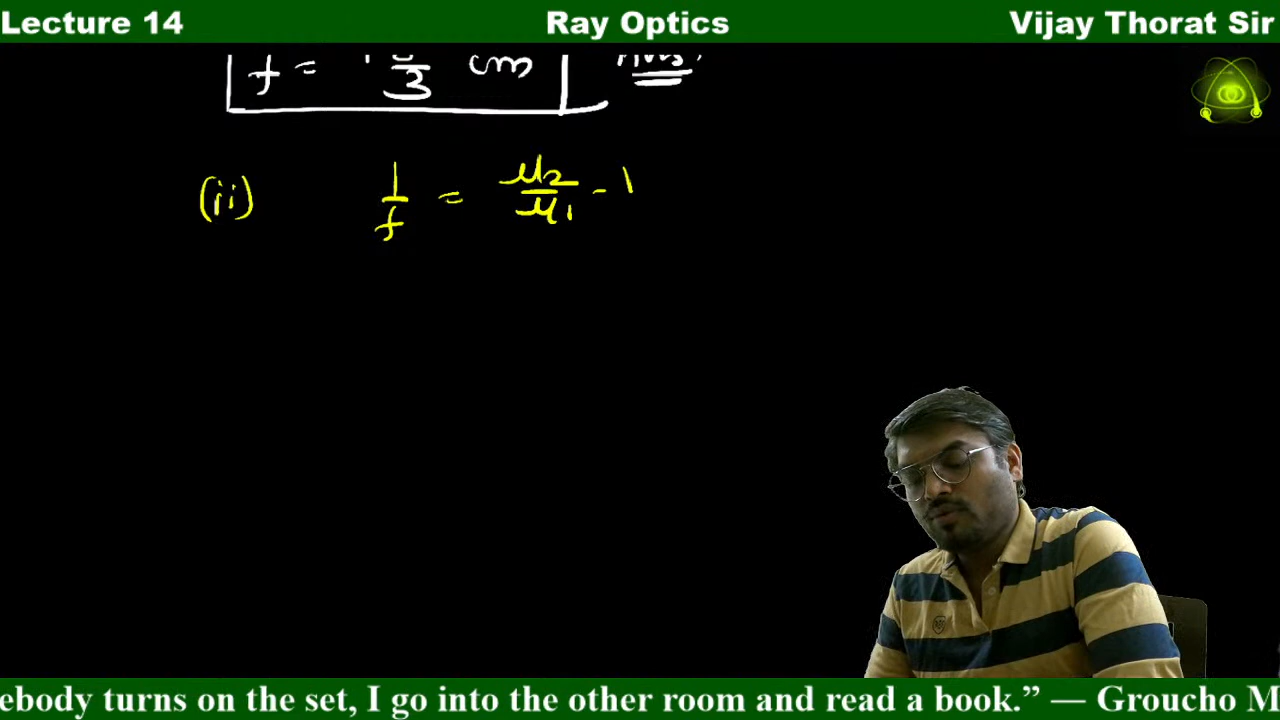 Lecture 14 Ray Optics Vijay Thorat Sir
f = 3 cm
(ii) 1/f = μ2/μ1 - 1
ebody turns on the set, I go into the other room and read a book.” — Groucho M